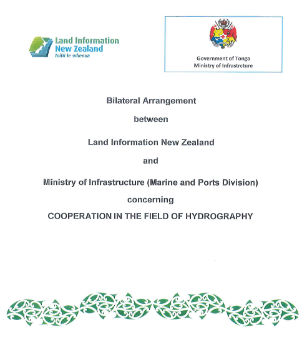 Land Information
New Zealand
Toitū te whenua
Government of Tonga
Ministry of Infrastructure
Bilateral Arrangement
between
Land Information New Zealand
and
Ministry of Infrastructure (Marine and Ports Division)
concerning
COOPERATION IN THE FIELD OF HYDROGRAPHY